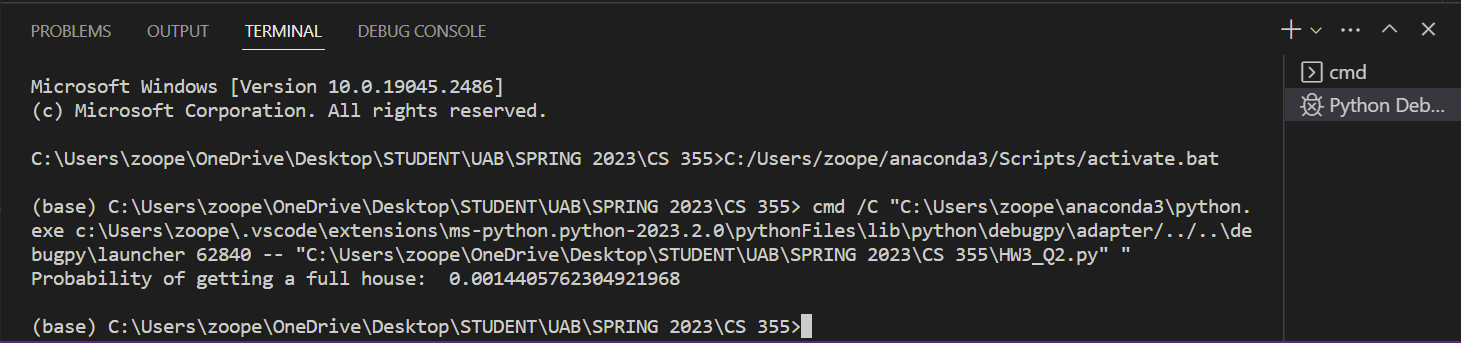 PROBLEMS OUTPUT TERMINAL DEBUG CONSOLE
Microsoft Windows [Version 10.0.19045.2486]
(c) Microsoft Corporation. All rights reserved.
C:\Users\zoope\OneDrive\Desktop\STUDENT\UAB\SPRING 2023\CS 355>C:/Users/zoope/anaconda3/Scripts/activate.bat
(base) C:\Users\zoope\OneDrive\Desktop\STUDENT\UAB\SPRING 2023\CS 355> cmd /C "C:\Users\zoope\anaconda3\python.
exe c:\Users\zoope\.vscode\extensions\ms-python.python-2023.2.0\pythonFiles\lib\python\debugpy\adapter/../..\de
bugpy\launcher 62840 -- "C:\Users\zoope\OneDrive\Desktop\STUDENT\UAB\SPRING 2023\CS 355\HW3_Q2.py" "
Probability of getting a full house:  0.0014405762304921968
(base) C:\Users\zoope\OneDrive\Desktop\STUDENT\UAB\SPRING 2023\CS 355>
cmd
Python Deb...